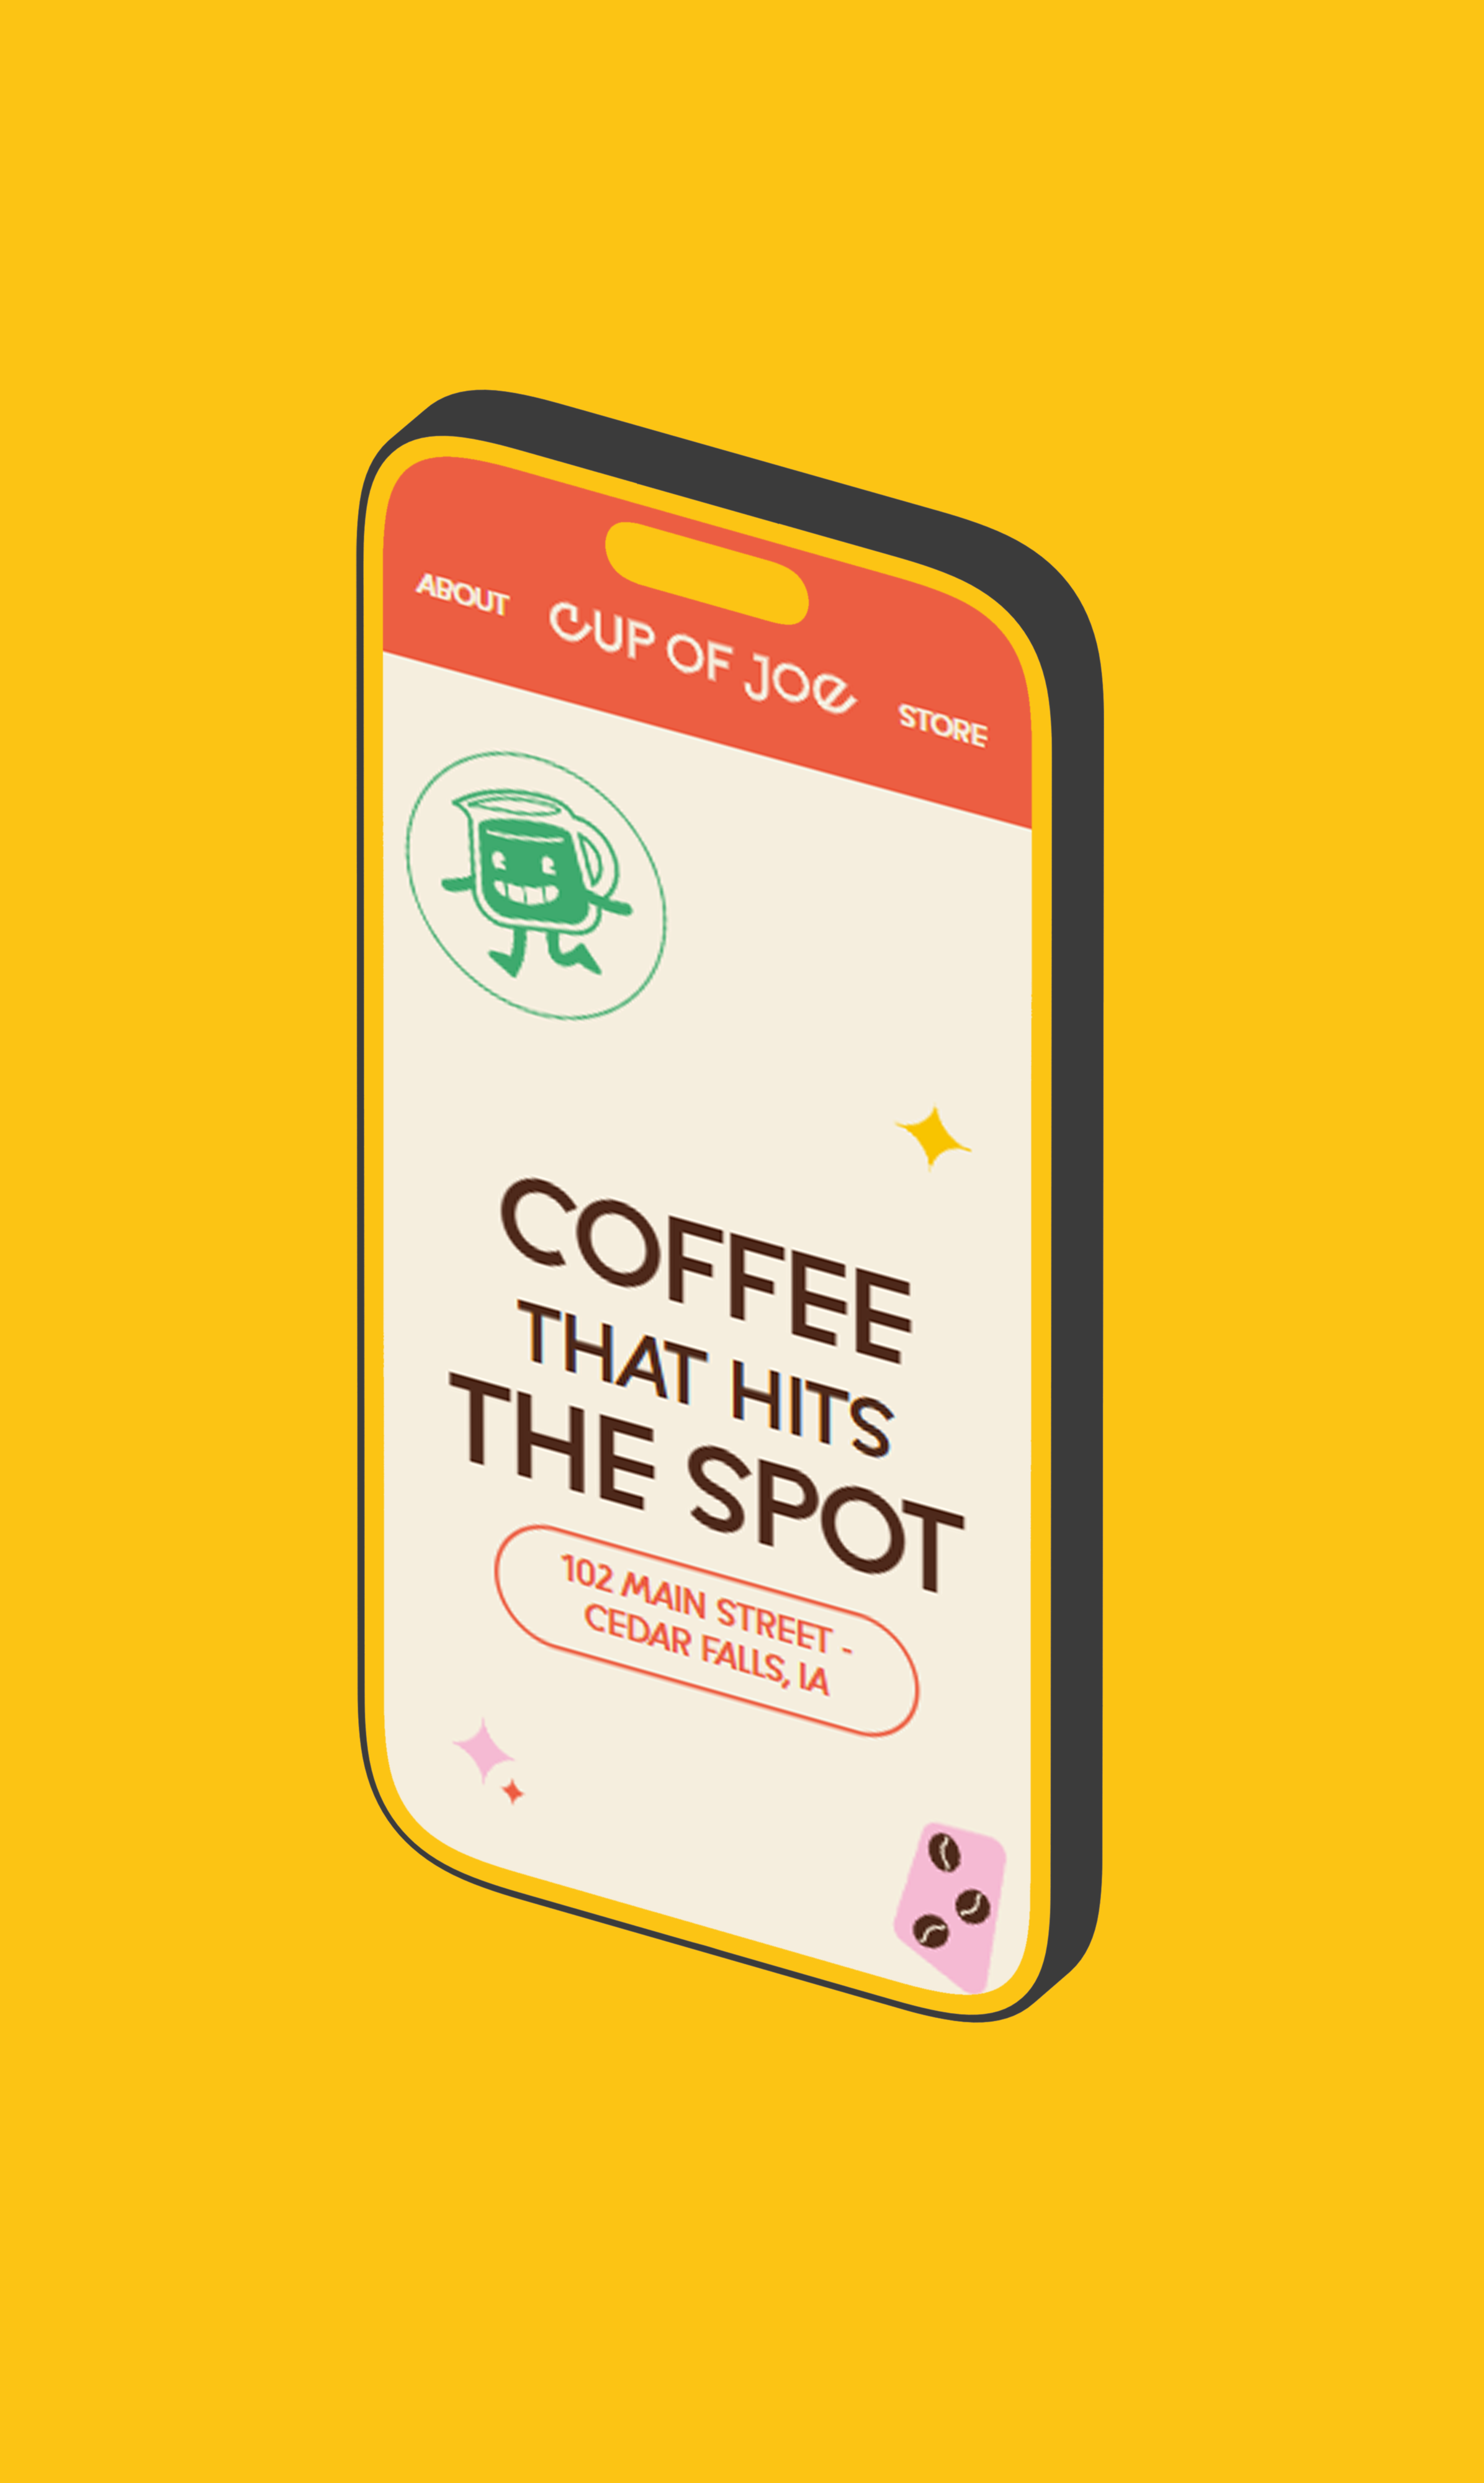 ABOUT CUP OF JOE STORE
COFFEE
THAT HITS
THE SPOT
102 MAIN STREET -
CEDAR FALLS, IA